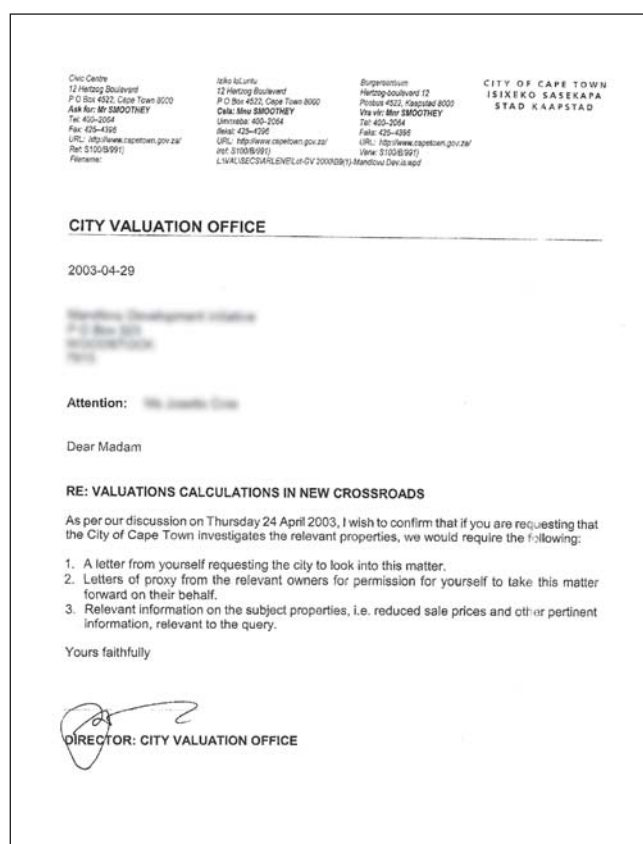 Civic Centre
12 Hertzog Boulevard
P O Box 4522, Cape Town 8000
Ask for: Mr SMOOTHEY
Tel: 400-2064
Fax: 425-4396
URL: http://www.capetown.gov.za/
Ref: S100/B/991)
Filename:
12 Hertzog Boulevard
P O Box 4522, Cape Town 8000
Cela: Mnu SMOOTHEY
Umnxeba: 400-2064
425-4396
URL: http://www.capetown.gov.za/
S100/B/991)
Hertzog-boulevard 12
Posbus 4522, Kaapstad 8000
Vra vir: Mnr SMOOTHEY
Tel: 400-2064
Faks: 425-4396
URL: http://www.capetown.gov.za/
Verw: S100/B/991)
CITY OF CAPE TOWN
ISIXEKO SASEKAPA
STAD KAAPSTAD
CITY VALUATION OFFICE
2003-04-29
Attention:
Dear Madam
RE: VALUATIONS CALCULATIONS IN NEW CROSSROADS
As per our discussion on Thursday 24 April 2003, I wish to confirm that if you are requesting that
the City of Cape Town investigates the relevant properties, we would require the following:
1. A letter from yourself requesting the city to look into this matter.
2. Letters of proxy from the relevant owners for permission for yourself to take this matter
forward on their behalf.
3. Relevant information on the subject properties, i.e. reduced sale prices and other pertinent
information, relevant to the query.
Yours faithfully
DIRECTOR: CITY VALUATION OFFICE